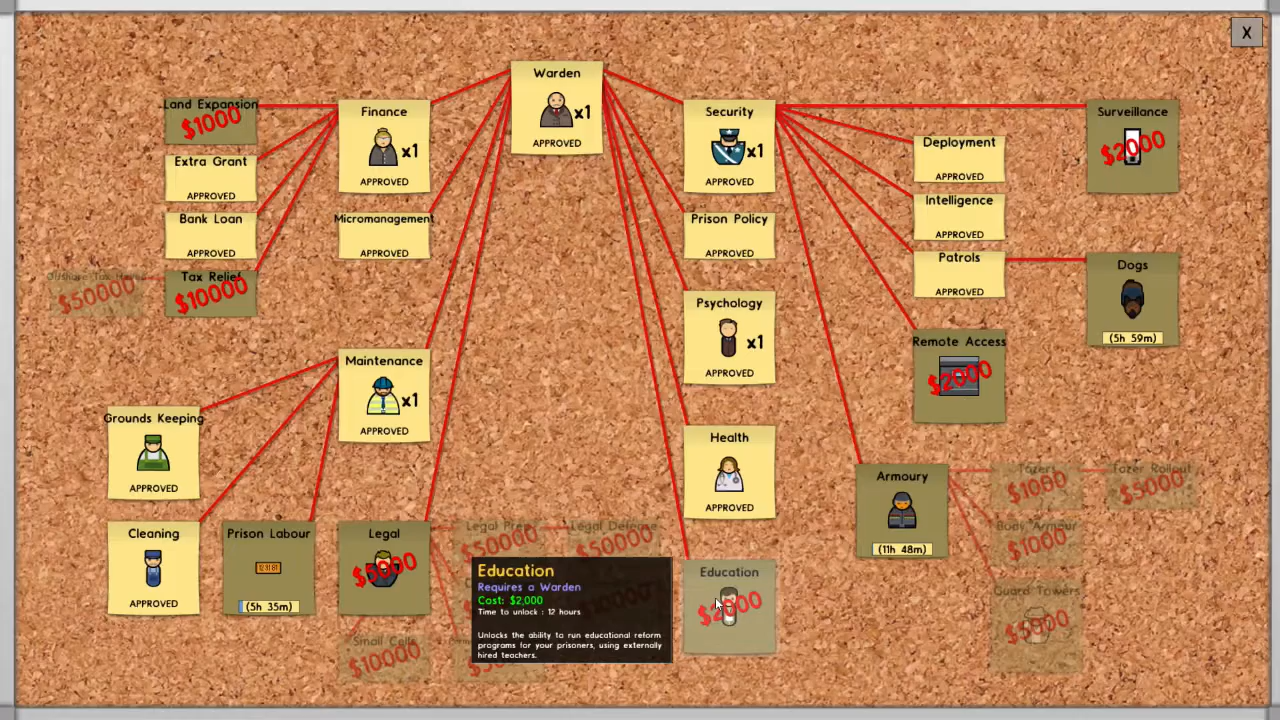 X
Warden
x1
APPROVED
Land Expansion
$1000
Finance
x1
APPROVED
Extra Grant
APPROVED
Bank Loan
APPROVED
Micromanagement
APPROVED
Tax Relief
$10000
$50000
Security
x1
APPROVED
Prison Policy
APPROVED
Deployment
APPROVED
Intelligence
APPROVED
Patrols
APPROVED
Surveillance
$2000
Dogs
(5h 59m)
Remote Access
$2000
Psychology
x1
APPROVED
Maintenance
x1
APPROVED
Grounds Keeping
APPROVED
Health
APPROVED
Armoury
(11h 48m)
Tazers
$1000
Tazer Rollout
$5000
Body Armour
$1000
Guard Towers
$5000
Cleaning
APPROVED
Prison Labour
(5h 35m)
Legal
$5000
Legal Prep
$50000
Legal Defense
$50000
Small Cells
$10000
Education
Requires a Warden
Cost: $2,000
Time to unlock : 12 hours
Unlocks the ability to run educational reform
programs for your prisoners, using externally
hired teachers.
Education
$2000